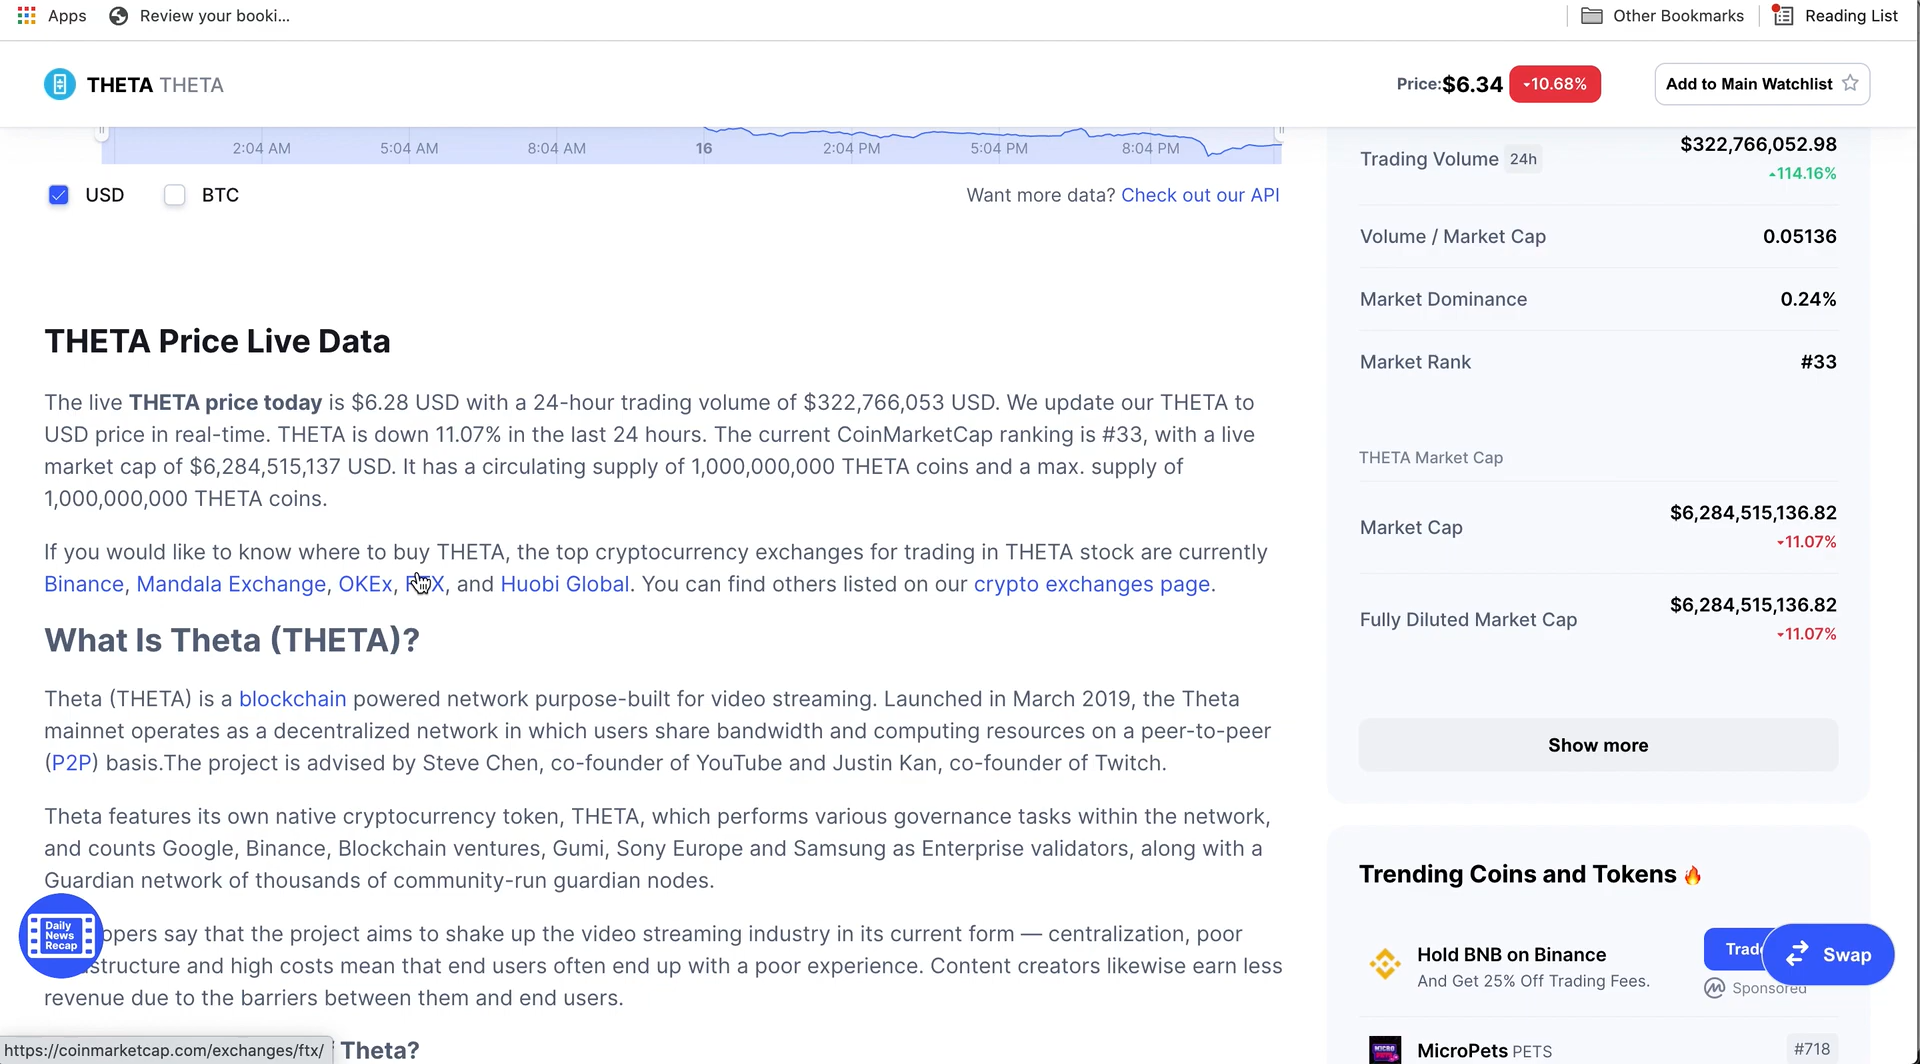 Apps
Review your booki...
Other Bookmarks
Reading List
THETA THETA
Price:$6.34
10.68%
Add to Main Watchlist
2:04 AM 5:04 AM 8:04 AM 16 2:04 PM 5:04 PM 8:04 PM
USD
BTC
Want more data? Check out our API
Trading Volume 24h
$322,766,052.98
114.16%
Volume / Market Cap
0.05136
Market Dominance
0.24%
Market Rank
#33
THETA Market Cap
Market Cap
$6,284,515,136.82
11.07%
Fully Diluted Market Cap
$6,284,515,136.82
11.07%
Show more
THETA Price Live Data
The live THETA price today is $6.28 USD with a 24-hour trading volume of $322,766,053 USD. We update our THETA to
USD price in real-time. THETA is down 11.07% in the last 24 hours. The current CoinMarketCap ranking is #33, with a live
market cap of $6,284,515,137 USD. It has a circulating supply of 1,000,000,000 THETA coins and a max. supply of
1,000,000,000 THETA coins.
If you would like to know where to buy THETA, the top cryptocurrency exchanges for trading in THETA stock are currently
Binance, Mandala Exchange, OKEx, FTX, and Huobi Global. You can find others listed on our crypto exchanges page.
What Is Theta (THETA)?
Theta (THETA) is a blockchain powered network purpose-built for video streaming. Launched in March 2019, the Theta
mainnet operates as a decentralized network in which users share bandwidth and computing resources on a peer-to-peer
(P2P) basis.The project is advised by Steve Chen, co-founder of YouTube and Justin Kan, co-founder of Twitch.
Theta features its own native cryptocurrency token, THETA, which performs various governance tasks within the network,
and counts Google, Binance, Blockchain ventures, Gumi, Sony Europe and Samsung as Enterprise validators, along with a
Guardian network of thousands of community-run guardian nodes.
opers say that the project aims to shake up the video streaming industry in its current form — centralization, poor
structure and high costs mean that end users often end up with a poor experience. Content creators likewise earn less
revenue due to the barriers between them and end users.
Theta?
Daily
News
Recap
https://coinmarketcap.com/exchanges/ftx/
Trending Coins and Tokens
Hold BNB on Binance
And Get 25% Off Trading Fees.
Trade
Sponsored
Swap
MicroPets PETS
#718